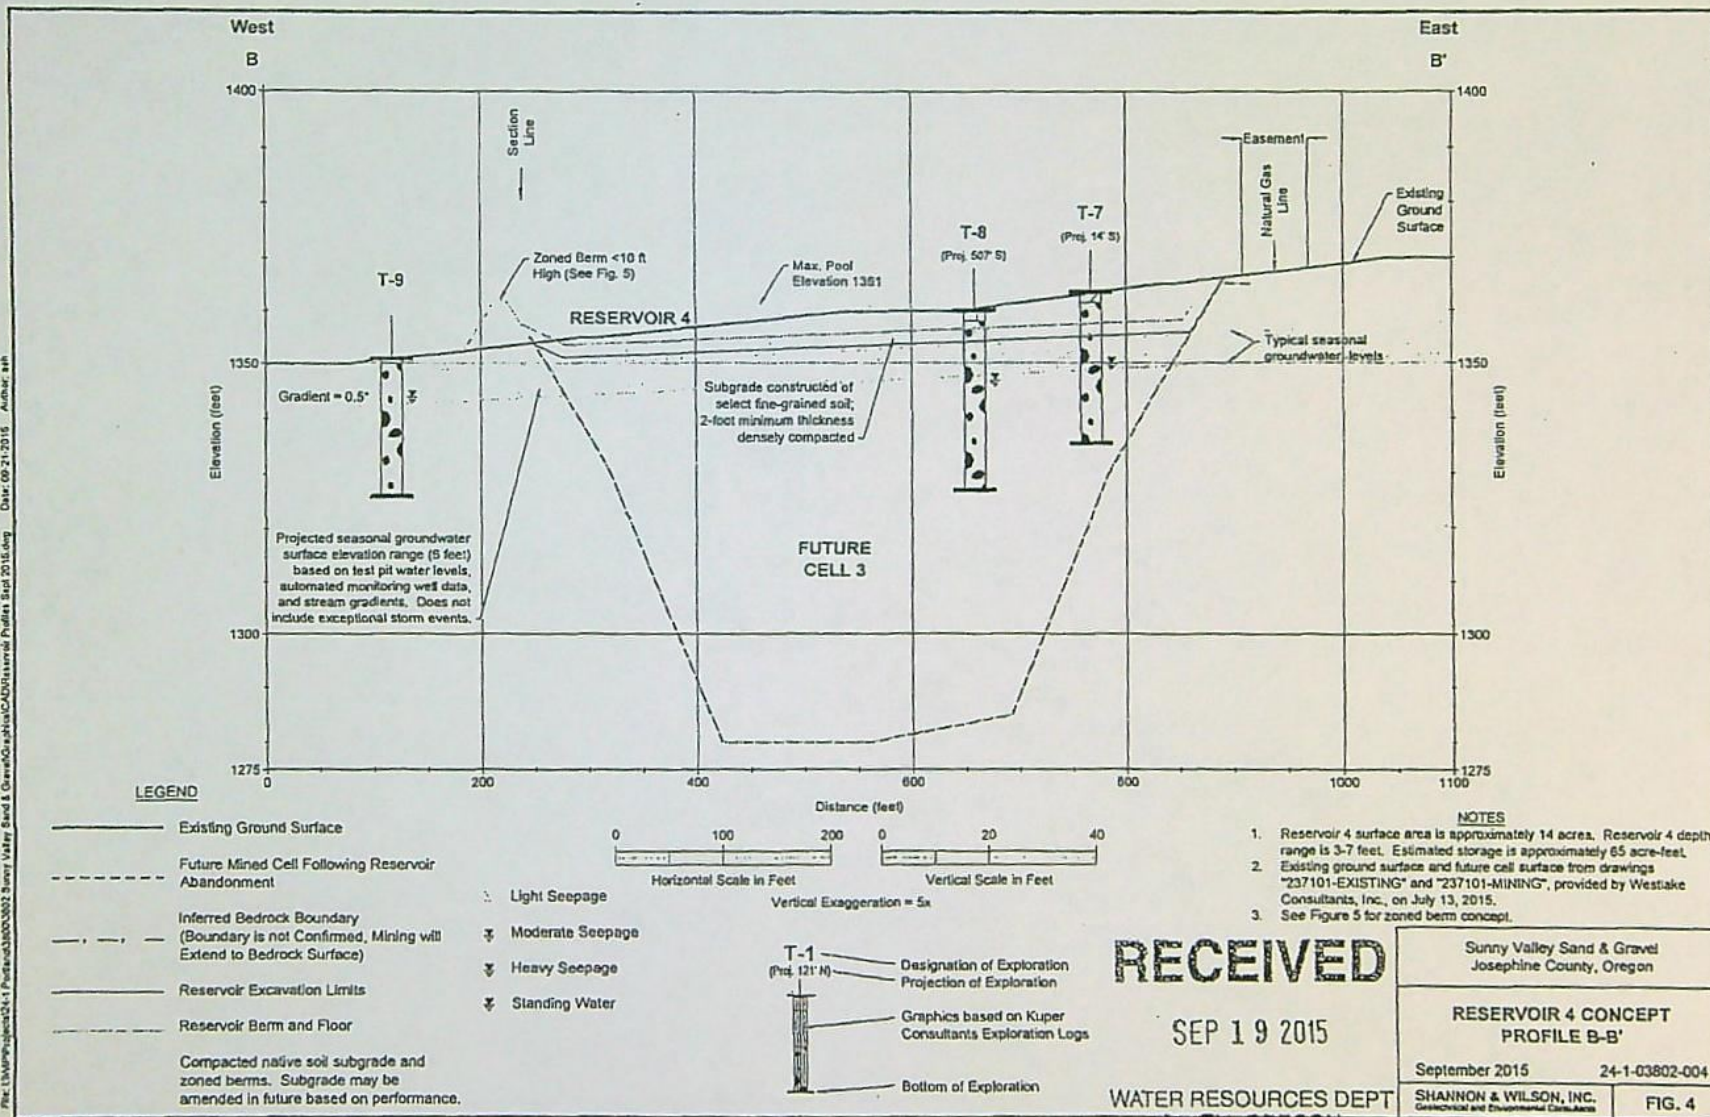 West
B
East
B'
1400
1400
Section
Line
Easement
Natural Gas
Line
Existing
Ground
Surface
T-7
(Proj. 14' S)
T-8
(Proj. 507' S)
Zoned Berm <10 ft
High (See Fig. 5)
Max. Pool
Elevation 1361
T-9
RESERVOIR 4
Typical seasonal
groundwater levels
1350
1350
Gradient = 0.5°
Subgrade constructed of
select fine-grained soil;
2-foot minimum thickness
densely compacted
Elevation (feet)
Elevation (feet)
Projected seasonal groundwater
surface elevation range (5 feet)
based on test pit water levels,
automated monitoring well data,
and stream gradients. Does not
include exceptional storm events.
FUTURE
CELL 3
1300
1300
1275
1275
0
200
400
600
800
1000
1100
Distance (feet)
LEGEND
Existing Ground Surface
Future Mined Cell Following Reservoir
Abandonment
Inferred Bedrock Boundary
(Boundary is not Confirmed, Mining will
Extend to Bedrock Surface)
Reservoir Excavation Limits
Reservoir Berm and Floor
Compacted native soil subgrade and
zoned berms. Subgrade may be
amended in future based on performance.
Light Seepage
Moderate Seepage
Heavy Seepage
Standing Water
0 100 200
Horizontal Scale in Feet
0 20 40
Vertical Scale in Feet
Vertical Exaggeration = 5x
T-1
(Proj. 121' N)
Designation of Exploration
Projection of Exploration
Graphics based on Kuper
Consultants Exploration Logs
Bottom of Exploration
NOTES
1. Reservoir 4 surface area is approximately 14 acres. Reservoir 4 depth
range is 3-7 feet. Estimated storage is approximately 65 acre-feet.
2. Existing ground surface and future cell surface from drawings
"237101-EXISTING" and "237101-MINING", provided by Westlake
Consultants, Inc., on July 13, 2015.
3. See Figure 5 for zoned berm concept.
RECEIVED
SEP 19 2015
WATER RESOURCES DEPT
Sunny Valley Sand & Gravel
Josephine County, Oregon
RESERVOIR 4 CONCEPT
PROFILE B-B'
September 2015 24-1-03802-004
SHANNON & WILSON, INC.
Geotechnical and Environmental Consultants
FIG. 4